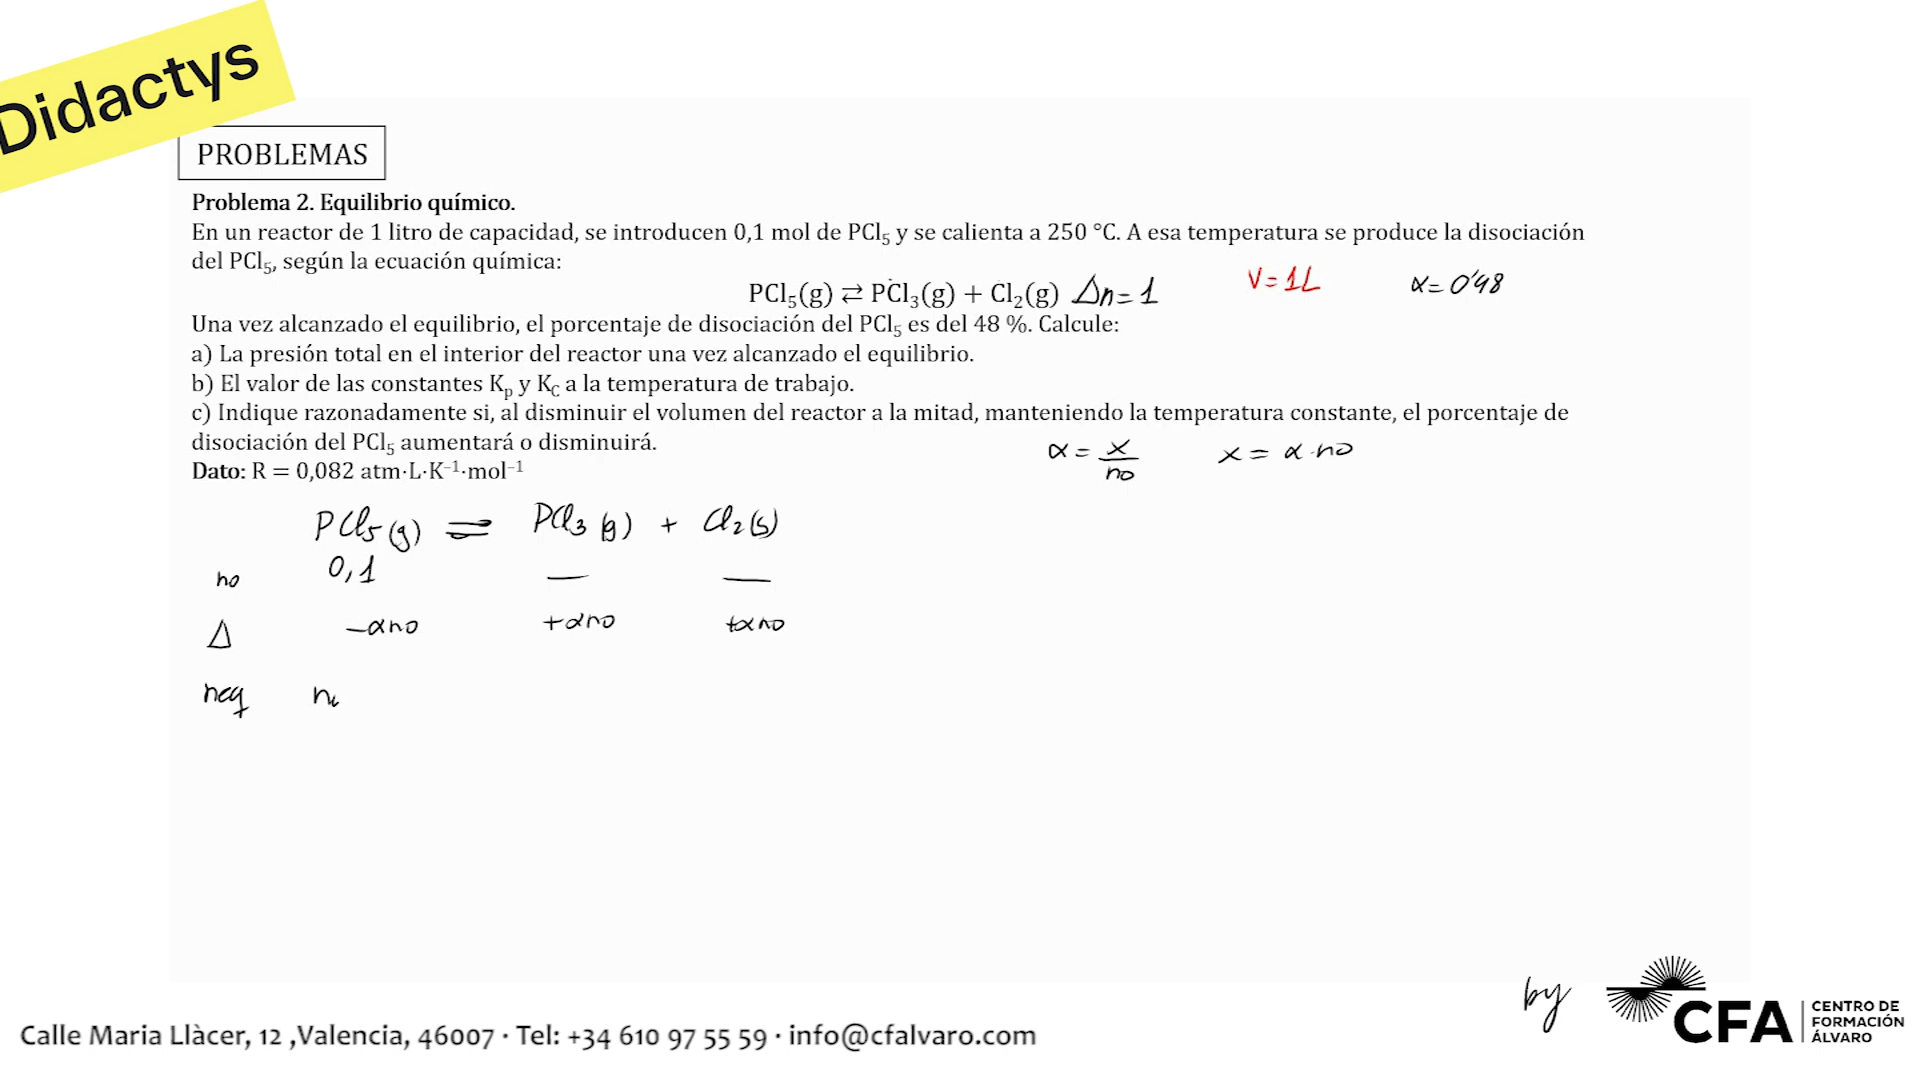 Didactys
PROBLEMAS
Problema 2. Equilibrio químico.
En un reactor de 1 litro de capacidad, se introducen 0,1 mol de PCl₅ y se calienta a 250 °C. A esa temperatura se produce la disociación
del PCl₅, según la ecuación química:
PCl₅(g) ⇄ PCl₃(g) + Cl₂(g) Δn = 1 V = 1L α = 0'48
Una vez alcanzado el equilibrio, el porcentaje de disociación del PCl₅ es del 48 %. Calcule:
a) La presión total en el interior del reactor una vez alcanzado el equilibrio.
b) El valor de las constantes Kₚ y K_C a la temperatura de trabajo.
c) Indique razonadamente si, al disminuir el volumen del reactor a la mitad, manteniendo la temperatura constante, el porcentaje de
disociación del PCl₅ aumentará o disminuirá.
α = x/no x = α·no
Dato: R = 0,082 atm·L·K⁻¹·mol⁻¹
PCl₅ (g) ⇌ PCl₃ (g) + Cl₂ (g)
no 0,1 — —
Δ −αno +αno +αno
neq
by
CFA CENTRO DE
FORMACIÓN
ÁLVARO
Calle Maria Llàcer, 12 ,Valencia, 46007 · Tel: +34 610 97 55 59 · info@cfalvaro.com